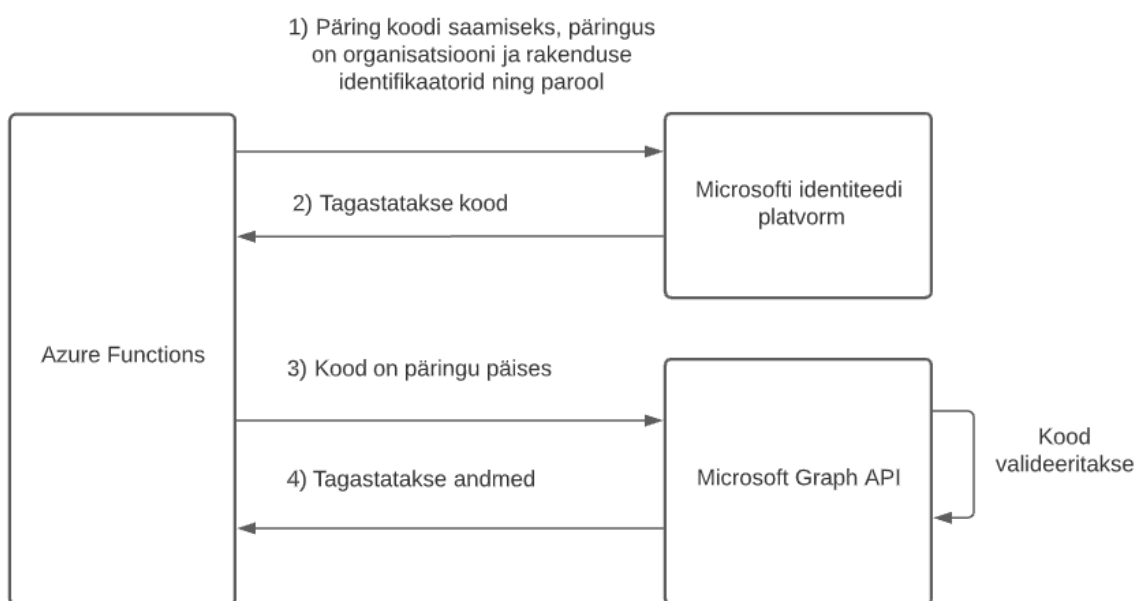 1) Päring koodi saamiseks, päringus
on organisatsiooni ja rakenduse
identifikaatorid ning parool
Microsofti identiteedi
platvorm
2) Tagastatakse kood
Azure Functions
3) Kood on päringu päises
Kood
valideeritakse
4) Tagastatakse andmed
Microsoft Graph API